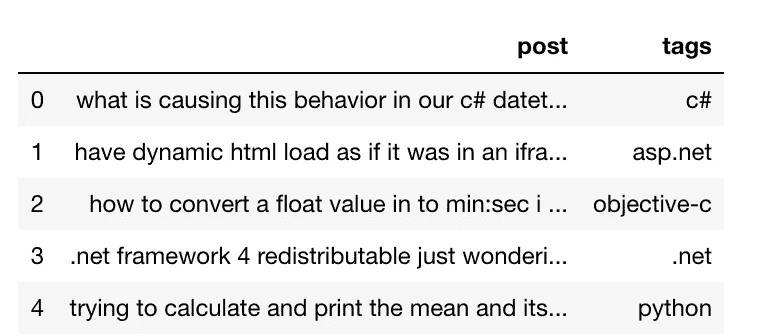 post tags
0 what is causing this behavior in our c# datet... c#
1 have dynamic html load as if it was in an ifra... asp.net
2 how to convert a float value in to min:sec i ... objective-c
3 .net framework 4 redistributable just wonderi... .net
4 trying to calculate and print the mean and its... python